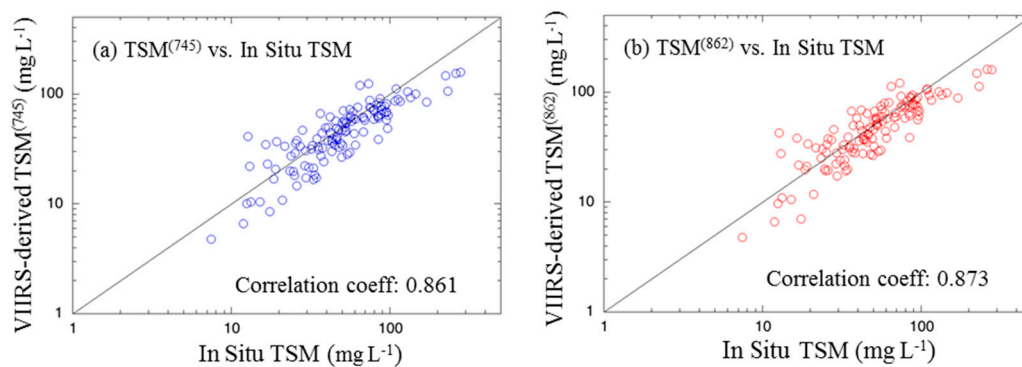 (a) TSM⁽⁷⁴⁵⁾ vs. In Situ TSM
VIIRS-derived TSM⁽⁷⁴⁵⁾ (mg L⁻¹)
100
10
1
1
10
100
Correlation coeff: 0.861
In Situ TSM (mg L⁻¹)
(b) TSM⁽⁸⁶²⁾ vs. In Situ TSM
VIIRS-derived TSM⁽⁸⁶²⁾ (mg L⁻¹)
100
10
1
1
10
100
Correlation coeff: 0.873
In Situ TSM (mg L⁻¹)